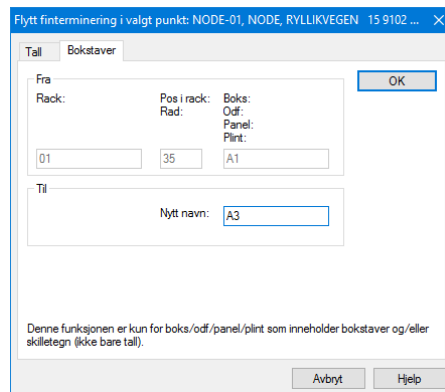 Flytt finterminering i valgt punkt: NODE-01, NODE, RYLLIKVEGEN 15 9102 ...
Tall Bokstaver
Fra
OK
Rack: Pos i rack: Boks:
Rad: Odf:
Panel:
Plint:
01 35 A1
Til
Nytt navn: A3
Denne funksjonen er kun for boks/odf/panel/plint som inneholder bokstaver og/eller
skilletegn (ikke bare tall).
Avbryt Hjelp